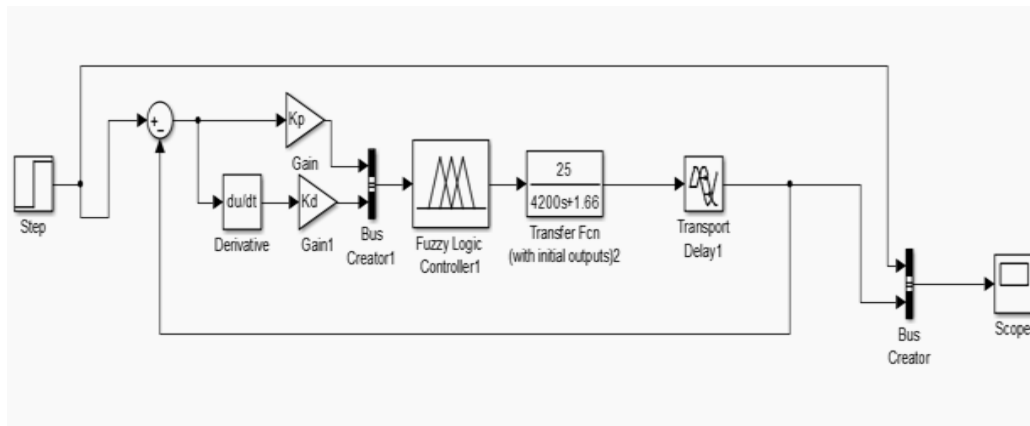 Step
+
−
Kp
Gain
du/dt
Derivative
Kd
Gain1
Bus
Creator1
Fuzzy Logic
Controller1
25
4200s+1.66
Transfer Fcn
(with initial outputs)2
Transport
Delay1
Bus
Creator
Scope